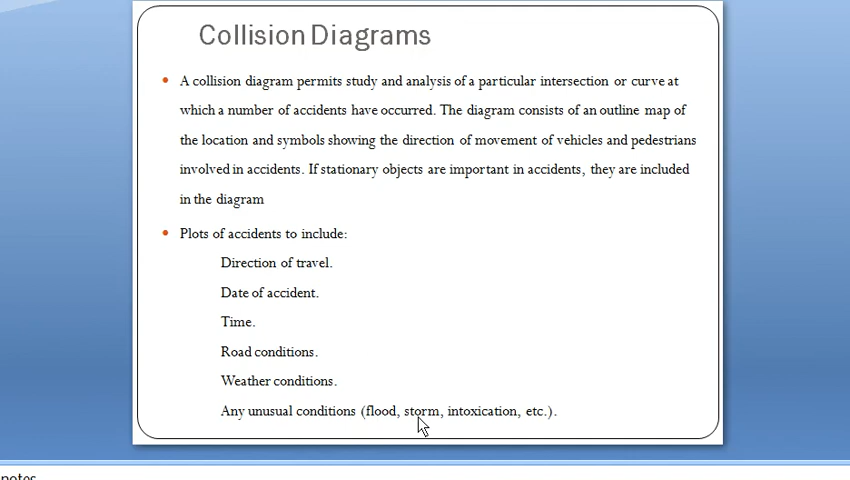 Collision Diagrams
A collision diagram permits study and analysis of a particular intersection or curve at
which a number of accidents have occurred. The diagram consists of an outline map of
the location and symbols showing the direction of movement of vehicles and pedestrians
involved in accidents. If stationary objects are important in accidents, they are included
in the diagram
Plots of accidents to include:
Direction of travel.
Date of accident.
Time.
Road conditions.
Weather conditions.
Any unusual conditions (flood, storm, intoxication, etc.).
notes